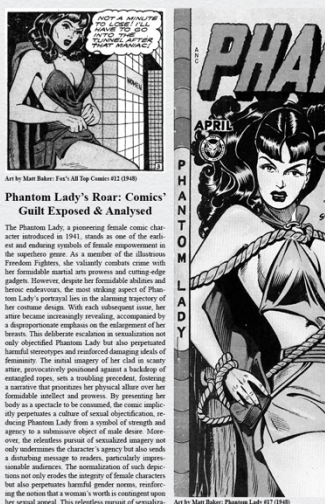 NOT A MINUTE
TO LOSE! I'LL
HAVE TO GO
INTO THE
TUNNEL AFTER
THAT MANIAC!
WOMEN
Art by Matt Baker: Fox's All Top Comics #12 (1948)
Phantom Lady's Roar: Comics'
Guilt Exposed & Analysed
The Phantom Lady, a pioneering female comic char-
acter introduced in 1941, stands as one of the earli-
est and enduring symbols of female empowerment in
the superhero genre. As a member of the illustrious
Freedom Fighters, she valiantly combats crime with
her formidable martial arts prowess and cutting-edge
gadgets. However, despite her formidable abilities and
heroic endeavours, the most striking aspect of Phan-
tom Lady's portrayal lies in the alarming trajectory of
her costume design. With each subsequent issue, her
attire became increasingly revealing, accompanied by
a disproportionate emphasis on the enlargement of her
breasts. This deliberate escalation in sexualization not
only objectified Phantom Lady but also perpetuated
harmful stereotypes and reinforced damaging ideals of
femininity. The initial imagery of her clad in scanty
attire, provocatively positioned against a backdrop of
entangled ropes, sets a troubling precedent, fostering
a narrative that prioritizes her physical allure over her
formidable intellect and prowess. By presenting her
body as a spectacle to be consumed, the comic implic-
itly perpetuates a culture of sexual objectification, re-
ducing Phantom Lady from a symbol of strength and
agency to a submissive object of male desire. More-
over, the relentless pursuit of sexualized imagery not
only undermines the character's agency but also sends
a disturbing message to readers, particularly impres-
sionable audiences. The normalization of such depic-
tions not only erodes the integrity of female characters
but also perpetuates harmful gender norms, reinforc-
ing the notion that a woman's worth is contingent upon
her sexual appeal. This relentless pursuit of sexualiza-
PHANTOM LADY
PHA
APRIL
Art by Matt Baker: Phantom Lady #17 (1948)